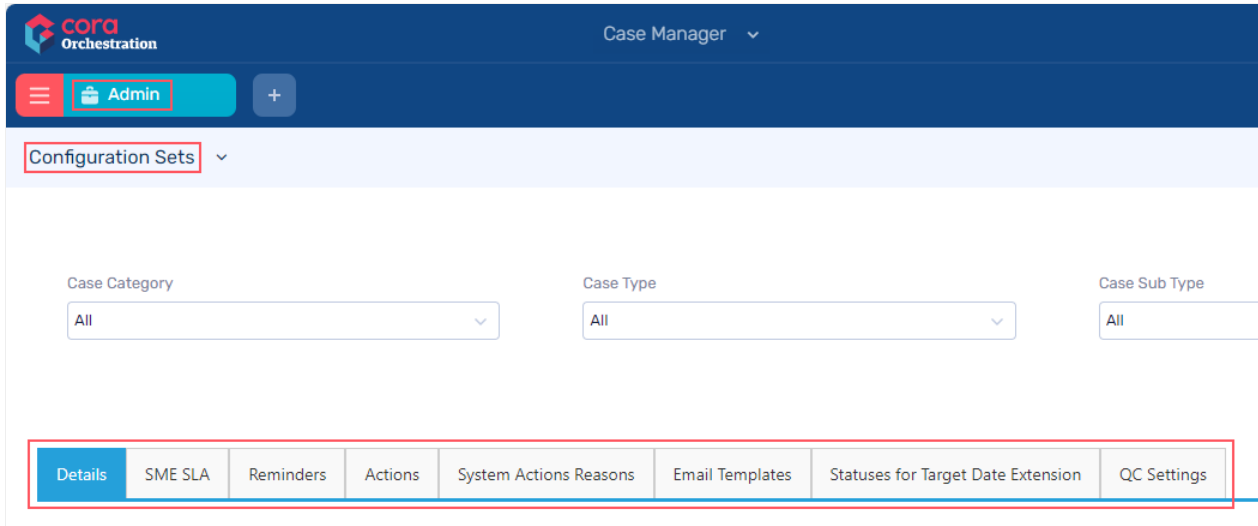 cora
Orchestration
Case Manager
Admin
+
Configuration Sets
Case Category
Case Type
Case Sub Type
All
All
All
Details
SME SLA
Reminders
Actions
System Actions Reasons
Email Templates
Statuses for Target Date Extension
QC Settings